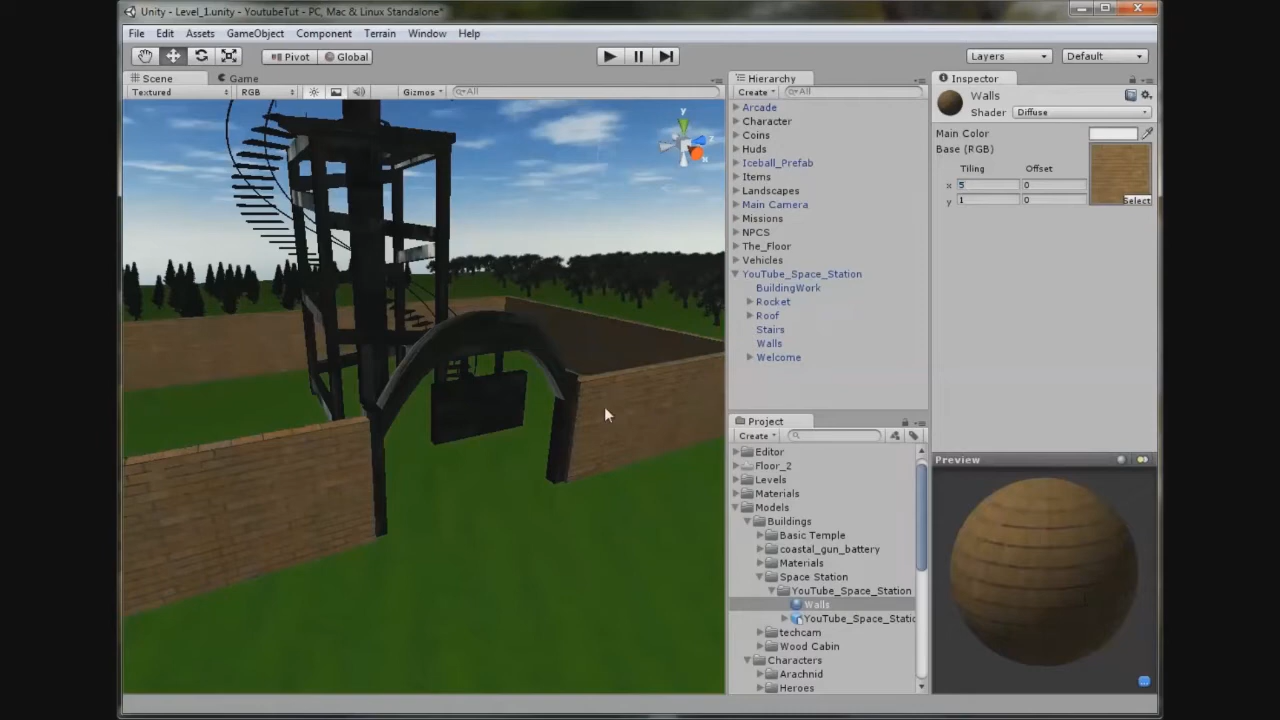 Unity - Level_1.unity - YoutubeTut - PC, Mac & Linux Standalone*
File Edit Assets GameObject Component Terrain Window Help
Pivot Global Layers Default
Scene Game
Textured RGB Gizmos All
y
z
x
Hierarchy
Create All
Arcade
Character
Coins
Huds
Iceball_Prefab
Items
Landscapes
Main Camera
Missions
NPCS
The_Floor
Vehicles
YouTube_Space_Station
BuildingWork
Rocket
Roof
Stairs
Walls
Welcome
Project
Create
Editor
Floor_2
Levels
Materials
Models
Buildings
Basic Temple
coastal_gun_battery
Materials
Space Station
YouTube_Space_Station
Walls
YouTube_Space_Static
techcam
Wood Cabin
Characters
Arachnid
Heroes
Inspector
Walls
Shader Diffuse
Main Color
Base (RGB)
Tiling Offset
x 5 0
y 1 0
Select
Preview